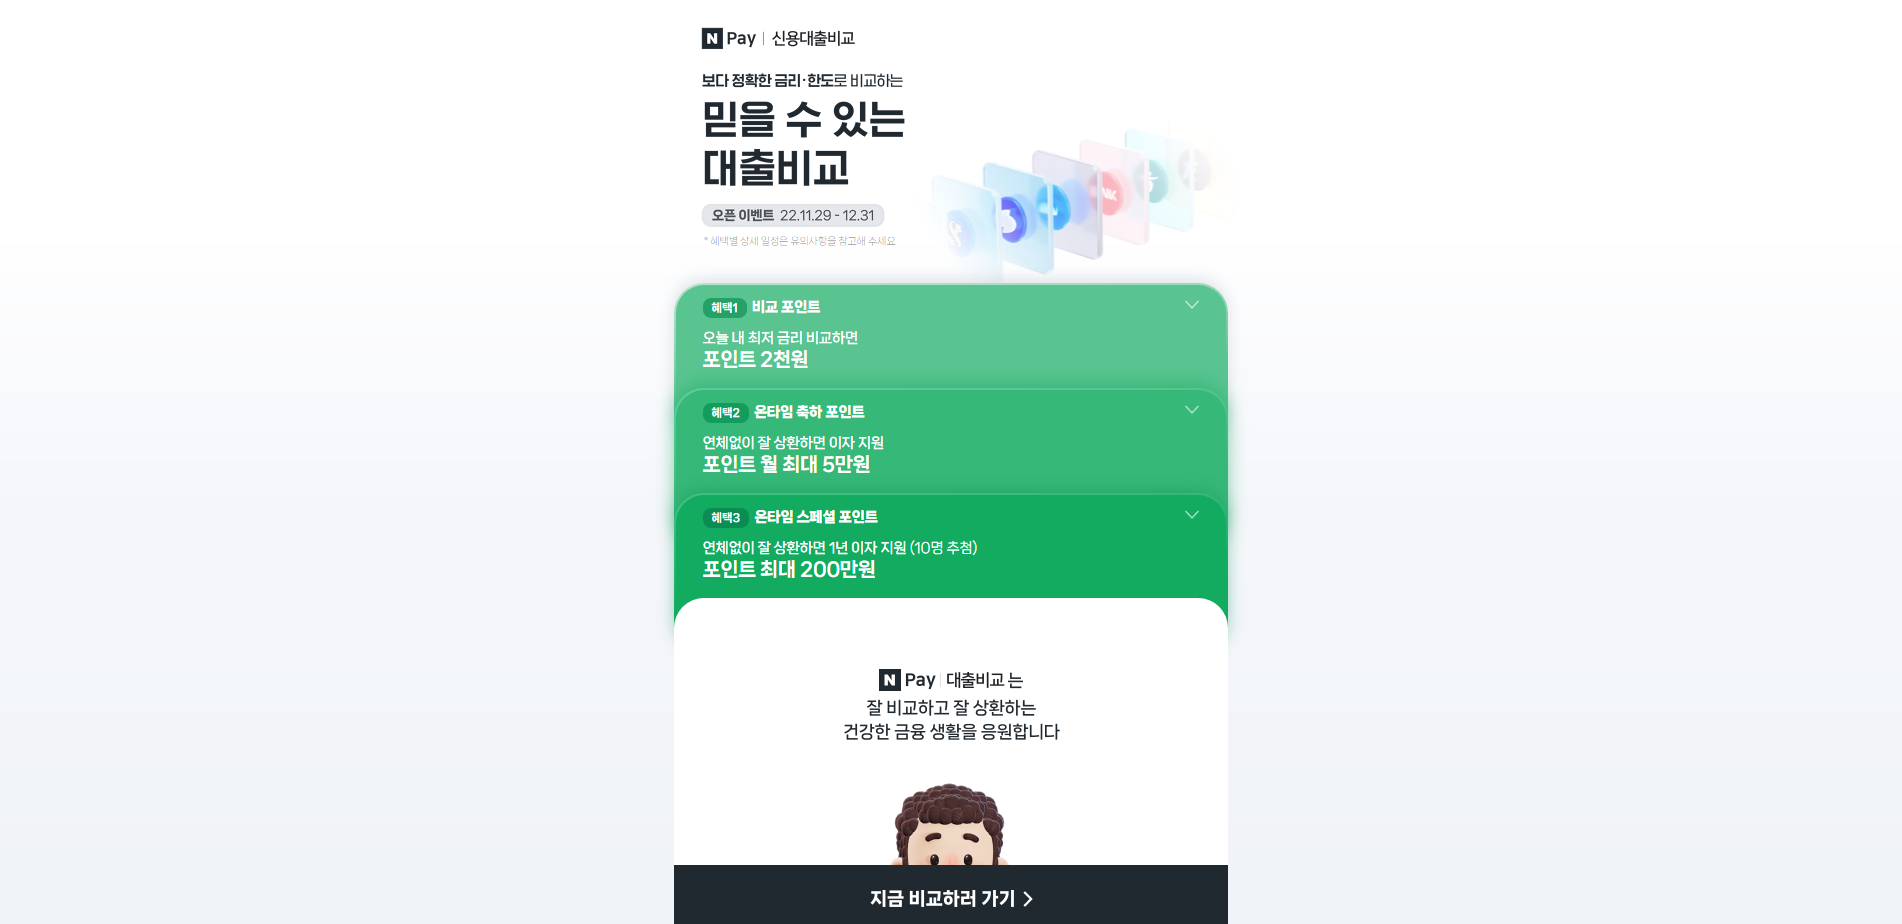 N Pay | 신용대출비교
보다 정확한 금리·한도로 비교하는
믿을 수 있는
대출비교
오픈 이벤트 22.11.29 - 12.31
* 혜택별 상세 일정은 유의사항을 참고해 주세요
NK
혜택1 비교 포인트
오늘 내 최저 금리 비교하면
포인트 2천원
혜택2 온타임 축하 포인트
연체없이 잘 상환하면 이자 지원
포인트 월 최대 5만원
혜택3 온타임 스페셜 포인트
연체없이 잘 상환하면 1년 이자 지원 (10명 추첨)
포인트 최대 200만원
N Pay | 대출비교 는
잘 비교하고 잘 상환하는
건강한 금융 생활을 응원합니다
지금 비교하러 가기 >